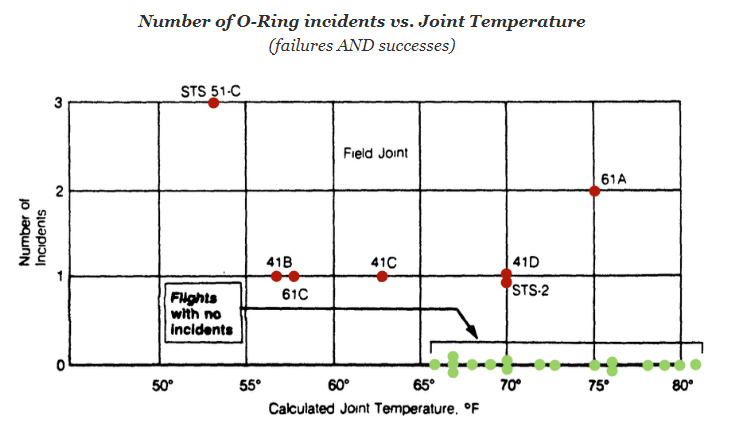 Number of O-Ring incidents vs. Joint Temperature
(failures AND successes)
STS 51-C
3
Field Joint
61A
2
Number of
Incidents
41B
41C
41D
1
61C
STS-2
Flights
with no
incidents
0
50° 55° 60° 65° 70° 75° 80°
Calculated Joint Temperature, °F